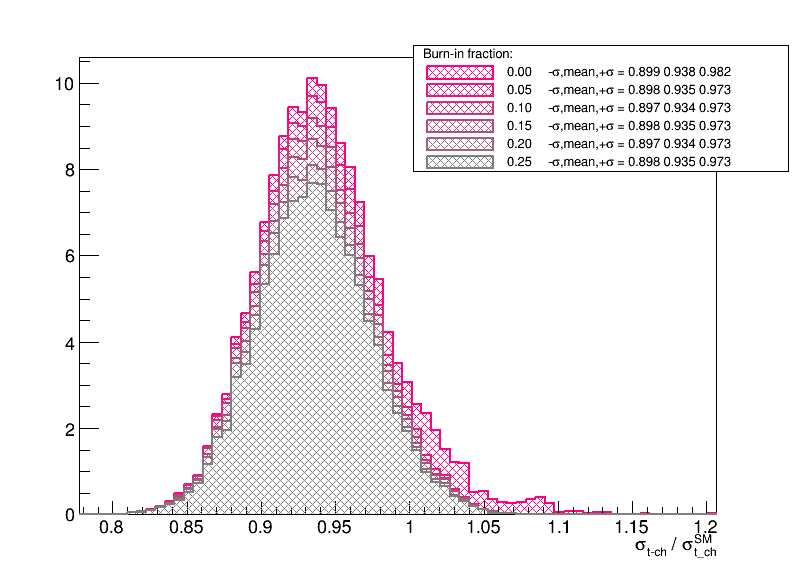 Burn-in fraction:
0.00 -σ,mean,+σ = 0.899 0.938 0.982
0.05 -σ,mean,+σ = 0.898 0.935 0.973
0.10 -σ,mean,+σ = 0.897 0.934 0.973
0.15 -σ,mean,+σ = 0.898 0.935 0.973
0.20 -σ,mean,+σ = 0.897 0.934 0.973
0.25 -σ,mean,+σ = 0.898 0.935 0.973
10
8
6
4
2
0
0.8 0.85 0.9 0.95 1 1.05 1.1 1.15 1.2
σt-ch / σSMt_ch